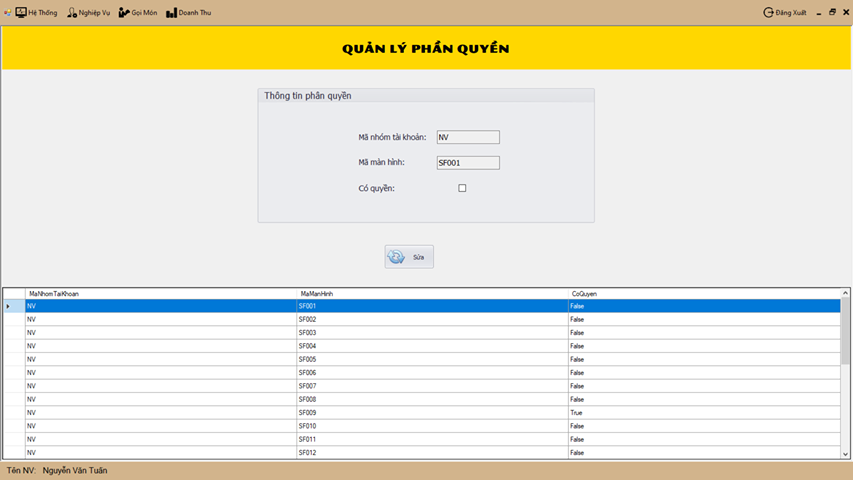 Hệ Thống Nghiệp Vụ Gọi Món Doanh Thu Đăng Xuất
QUẢN LÝ PHẦN QUYỀN
Thông tin phân quyền
Mã nhóm tài khoản: NV
Mã màn hình: SF001
Có quyền:
Sửa
MaNhomTaiKhoan MaManHinh CoQuyen
NV SF001 False
NV SF002 False
NV SF003 False
NV SF004 False
NV SF005 False
NV SF006 False
NV SF007 False
NV SF008 False
NV SF009 True
NV SF010 False
NV SF011 False
NV SF012 False
Tên NV: Nguyễn Văn Tuấn